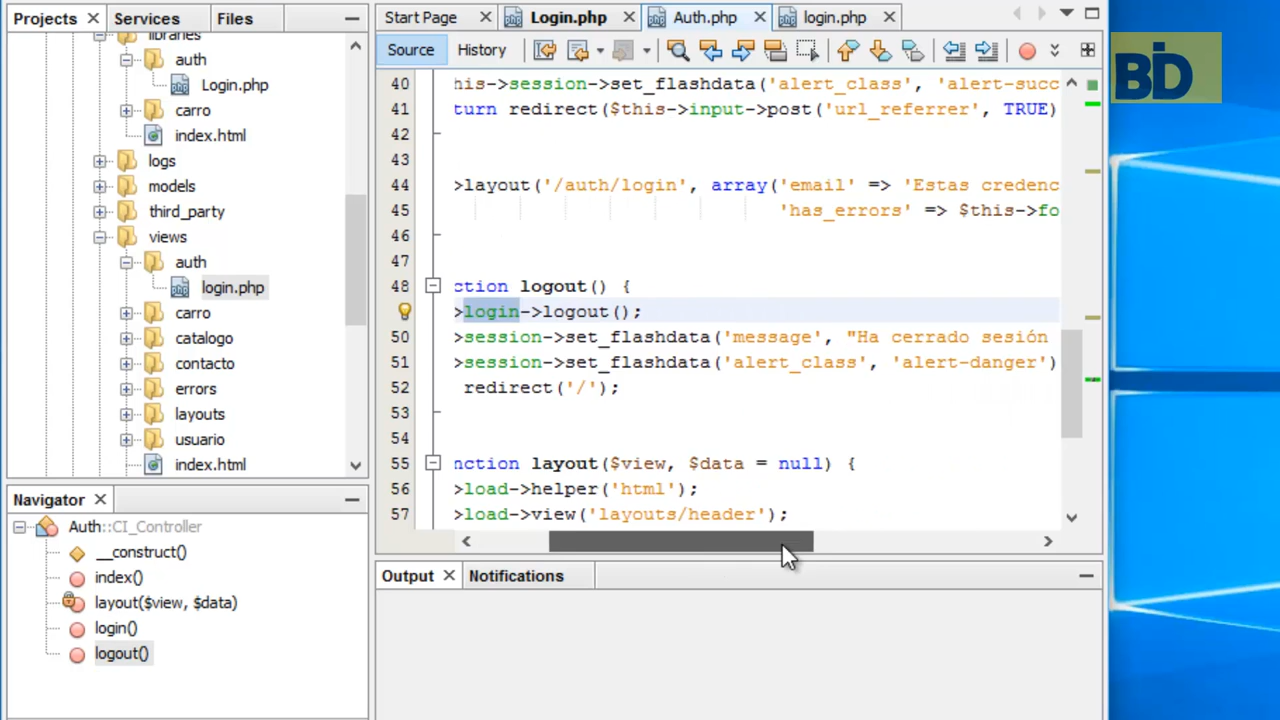 Projects
Services
Files
libraries
auth
Login.php
carro
index.html
logs
models
third_party
views
auth
login.php
carro
catalogo
contacto
errors
layouts
usuario
index.html
Navigator
Auth::CI_Controller
__construct()
index()
layout($view, $data)
login()
logout()
Start Page
Login.php
Auth.php
login.php
Source
History
40 his->session->set_flashdata('alert_class', 'alert-succ
41 turn redirect($this->input->post('url_referrer', TRUE)
42
43
44 >layout('/auth/login', array('email' => 'Estas credenc
45 'has_errors' => $this->fo
46
47
48 ction logout() {
>login->logout();
50 >session->set_flashdata('message', "Ha cerrado sesión
51 >session->set_flashdata('alert_class', 'alert-danger')
52 redirect('/');
53
54
55 nction layout($view, $data = null) {
56 >load->helper('html');
57 >load->view('layouts/header');
Output
Notifications
BD